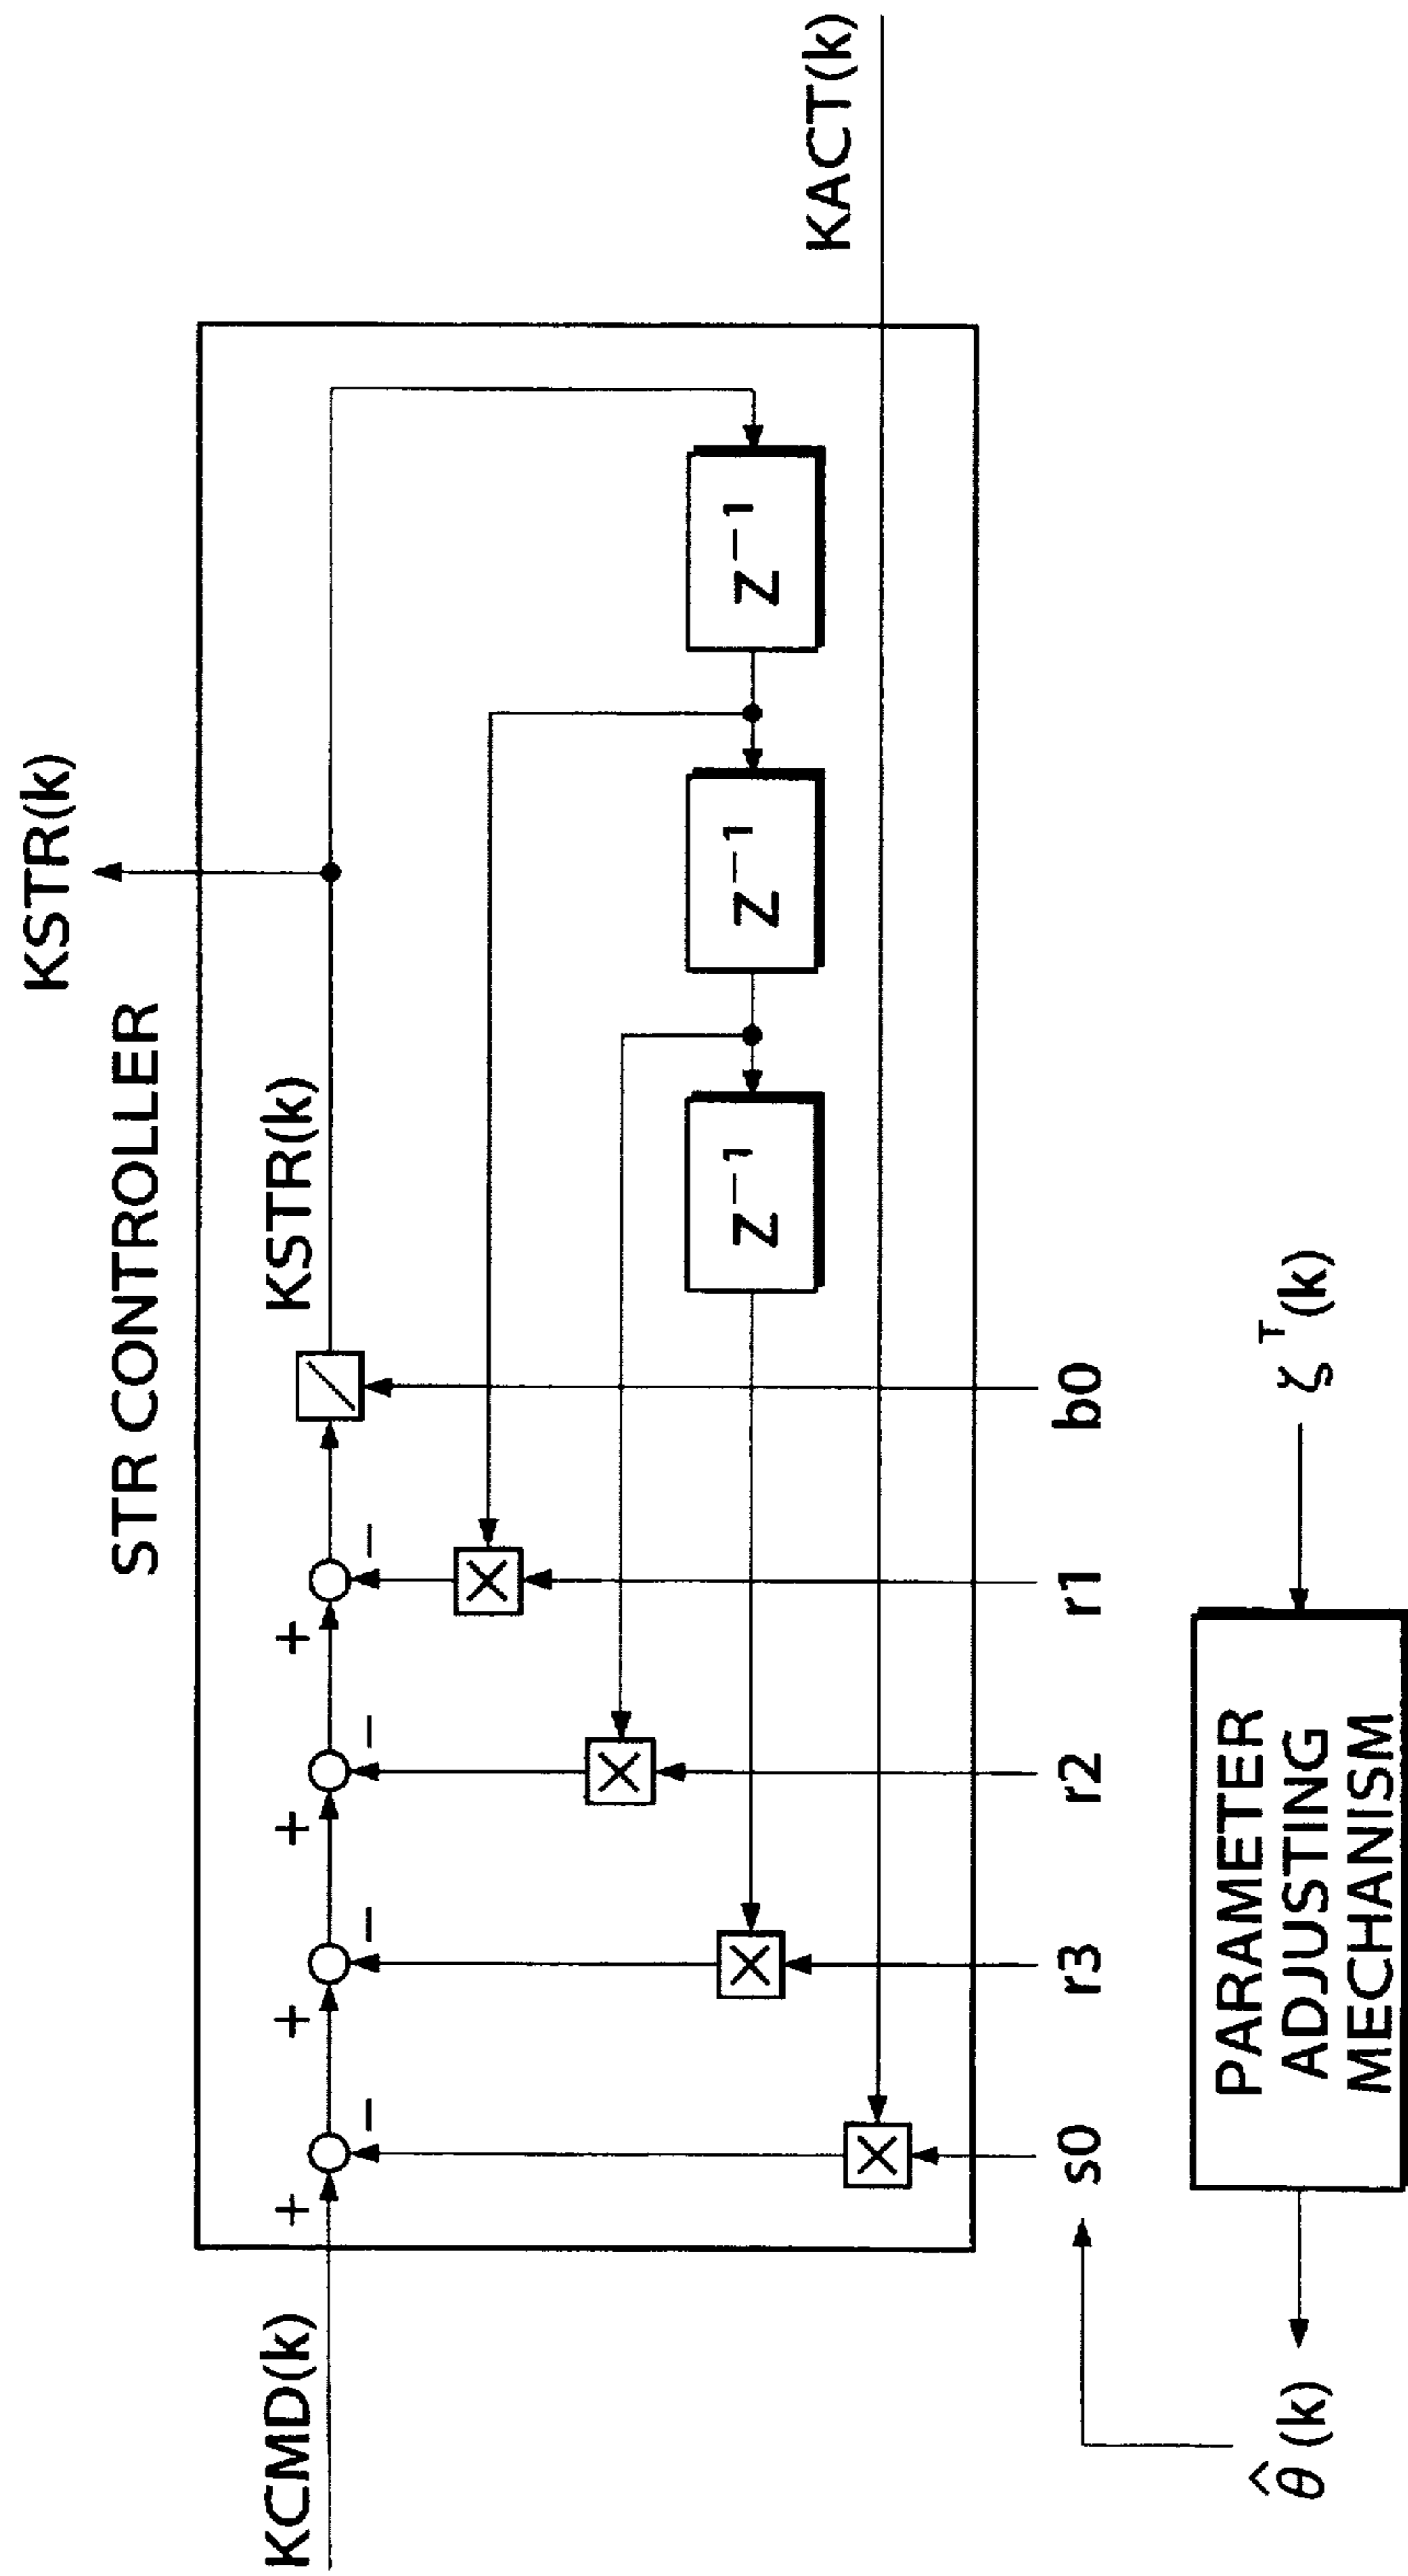 STR CONTROLLER
KSTR(k)
KCMD(k)
+
−
+
−
+
−
+
−
KSTR(k)
Z⁻¹
Z⁻¹
Z⁻¹
KACT(k)
s0
r3
r2
r1
b0
θ̂(k)
PARAMETER
ADJUSTING
MECHANISM
ζᵀ(k)